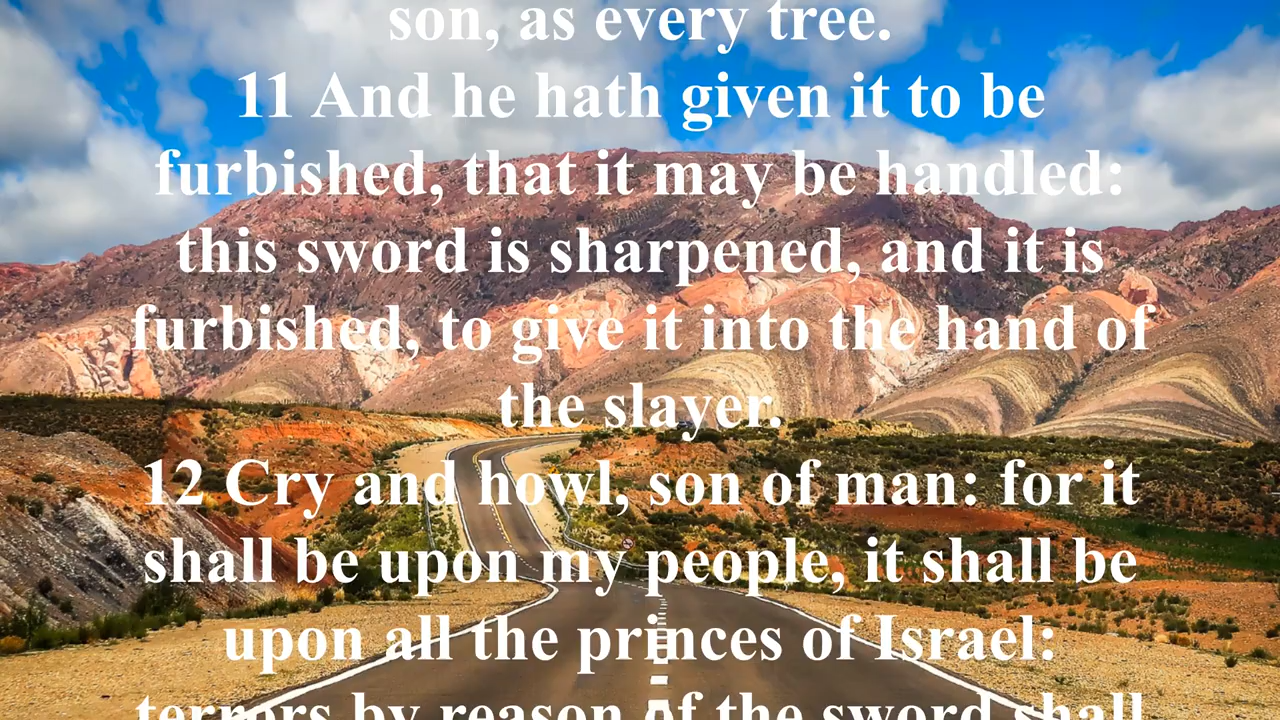 son, as every tree.
11 And he hath given it to be
furbished, that it may be handled:
this sword is sharpened, and it is
furbished, to give it into the hand of
the slayer.
12 Cry and howl, son of man: for it
shall be upon my people, it shall be
upon all the princes of Israel:
terrors by reason of the sword shall